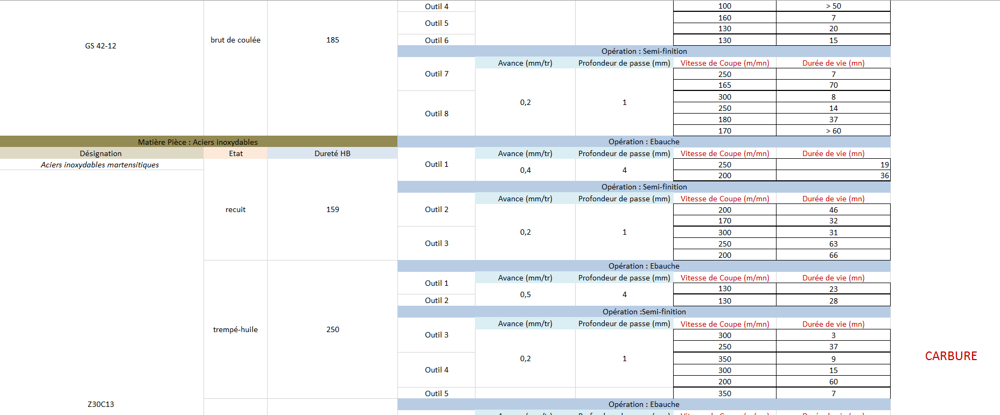 Outil 4 100 > 50
Outil 5 160 7
130 20
GS 42-12 brut de coulée 185 Outil 6 130 15
Opération : Semi-finition
Avance (mm/tr) Profondeur de passe (mm) Vitesse de Coupe (m/mn) Durée de vie (mn)
Outil 7 250 7
165 70
0,2 1
Outil 8 300 8
250 14
180 37
170 > 60
Matière Pièce : Aciers inoxydables Opération : Ebauche
Désignation Etat Dureté HB Avance (mm/tr) Profondeur de passe (mm) Vitesse de Coupe (m/mn) Durée de vie (mn)
Aciers inoxydables martensitiques Outil 1 0,4 4 250 19
200 36
Opération : Semi-finition
Avance (mm/tr) Profondeur de passe (mm) Vitesse de Coupe (m/mn) Durée de vie (mn)
recuit 159 Outil 2 200 46
170 32
0,2 1 300 31
Outil 3 250 63
200 66
Opération : Ebauche
Avance (mm/tr) Profondeur de passe (mm) Vitesse de Coupe (m/mn) Durée de vie (mn)
Outil 1 0,5 4 130 23
Outil 2 130 28
Opération :Semi-finition
Avance (mm/tr) Profondeur de passe (mm) Vitesse de Coupe (m/mn) Durée de vie (mn)
trempé-huile 250 Outil 3 300 3
250 37
0,2 1 350 9 CARBURE
Outil 4 300 15
200 60
Outil 5 350 7
Z30C13 Opération : Ebauche